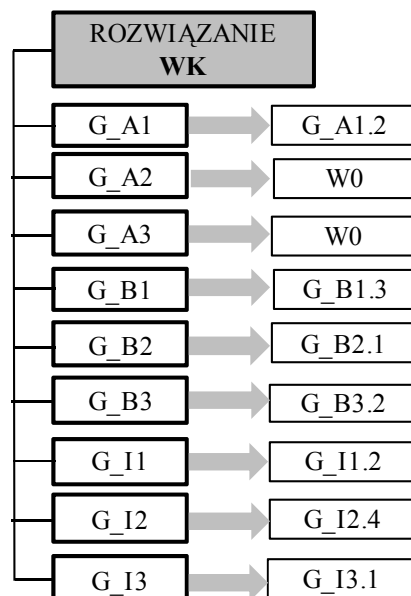 ROZWIĄZANIE
WK
G_A1 G_A1.2
G_A2 W0
G_A3 W0
G_B1 G_B1.3
G_B2 G_B2.1
G_B3 G_B3.2
G_I1 G_I1.2
G_I2 G_I2.4
G_I3 G_I3.1